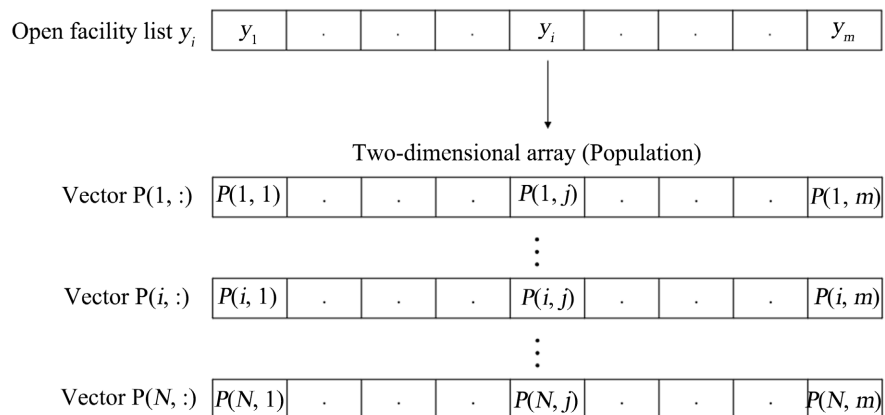 Open facility list y_i y_1 . . . y_i . . . y_m
Two-dimensional array (Population)
Vector P(1, :) P(1, 1) . . . P(1, j) . . . P(1, m)
⋮
Vector P(i, :) P(i, 1) . . . P(i, j) . . . P(i, m)
⋮
Vector P(N, :) P(N, 1) . . . P(N, j) . . . P(N, m)